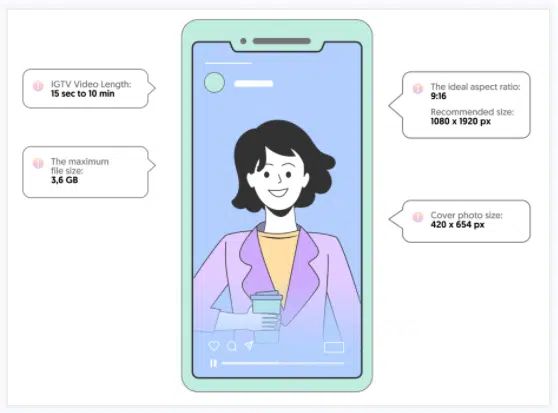 IGTV Video Length:
15 sec to 10 min
The maximum
file size:
3,6 GB
The ideal aspect ratio:
9:16
Recommended size:
1080 x 1920 px
Cover photo size:
420 x 654 px